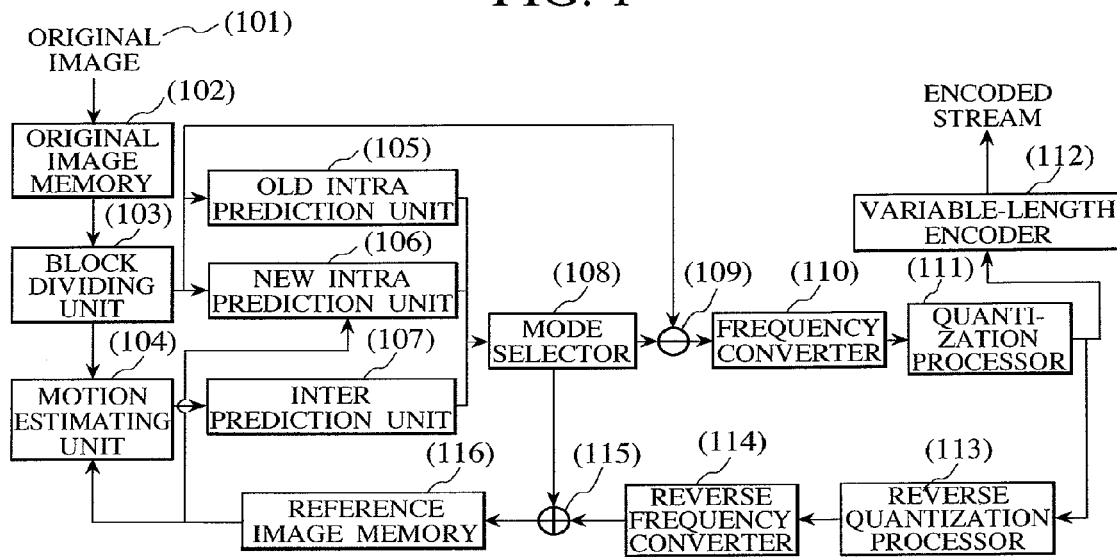 (101)
ORIGINAL
IMAGE
(102)
ORIGINAL
IMAGE
MEMORY
(103)
BLOCK
DIVIDING
UNIT
(104)
MOTION
ESTIMATING
UNIT
(105)
OLD INTRA
PREDICTION UNIT
(106)
NEW INTRA
PREDICTION UNIT
(107)
INTER
PREDICTION UNIT
(108)
MODE
SELECTOR
(109)
(110)
FREQUENCY
CONVERTER
(111)
QUANTI-
ZATION
PROCESSOR
ENCODED
STREAM
(112)
VARIABLE-LENGTH
ENCODER
(113)
REVERSE
QUANTIZATION
PROCESSOR
(114)
REVERSE
FREQUENCY
CONVERTER
(115)
(116)
REFERENCE
IMAGE MEMORY